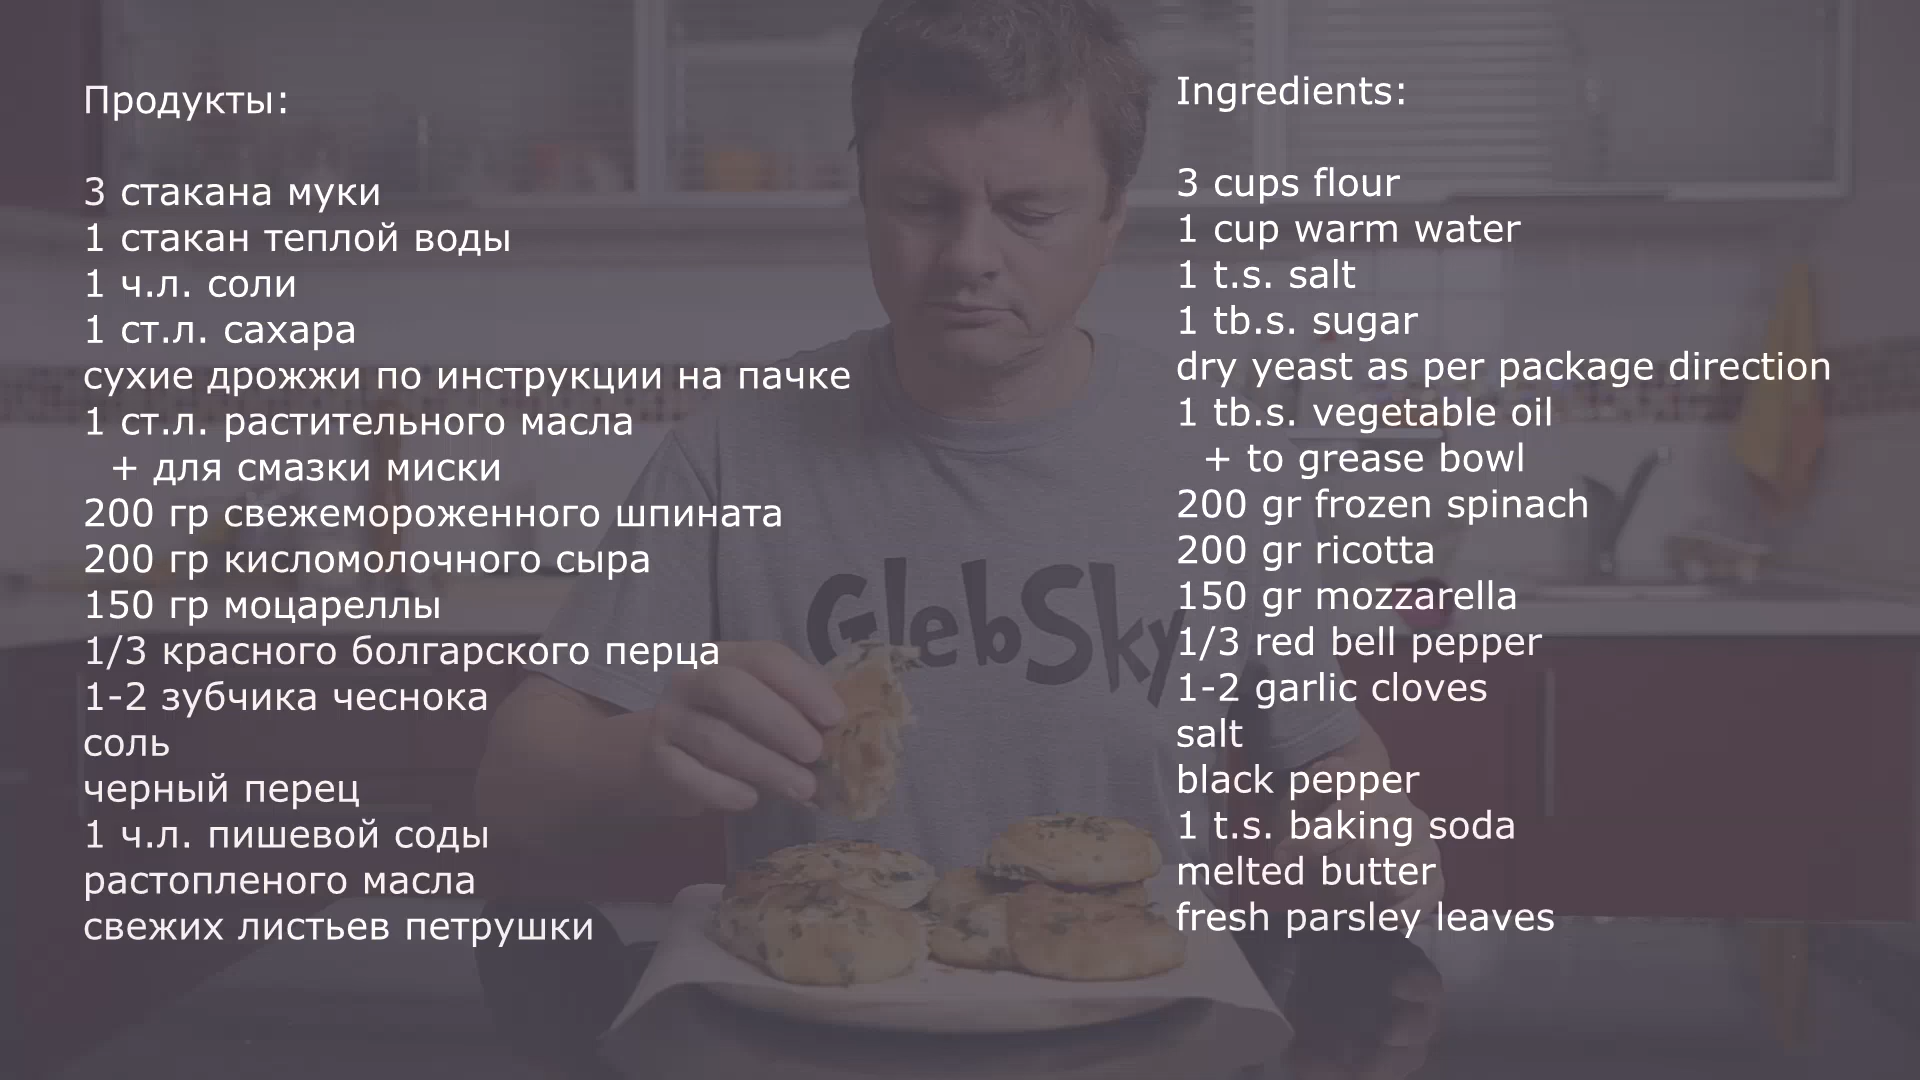 Продукты:
3 стакана муки
1 стакан теплой воды
1 ч.л. соли
1 ст.л. сахара
сухие дрожжи по инструкции на пачке
1 ст.л. растительного масла
+ для смазки миски
200 гр свежемороженного шпината
200 гр кисломолочного сыра
150 гр моцареллы
1/3 красного болгарского перца
1-2 зубчика чеснока
соль
черный перец
1 ч.л. пишевой соды
растопленого масла
свежих листьев петрушки
Ingredients:
3 cups flour
1 cup warm water
1 t.s. salt
1 tb.s. sugar
dry yeast as per package direction
1 tb.s. vegetable oil
+ to grease bowl
200 gr frozen spinach
200 gr ricotta
150 gr mozzarella
1/3 red bell pepper
1-2 garlic cloves
salt
black pepper
1 t.s. baking soda
melted butter
fresh parsley leaves
GlebSky